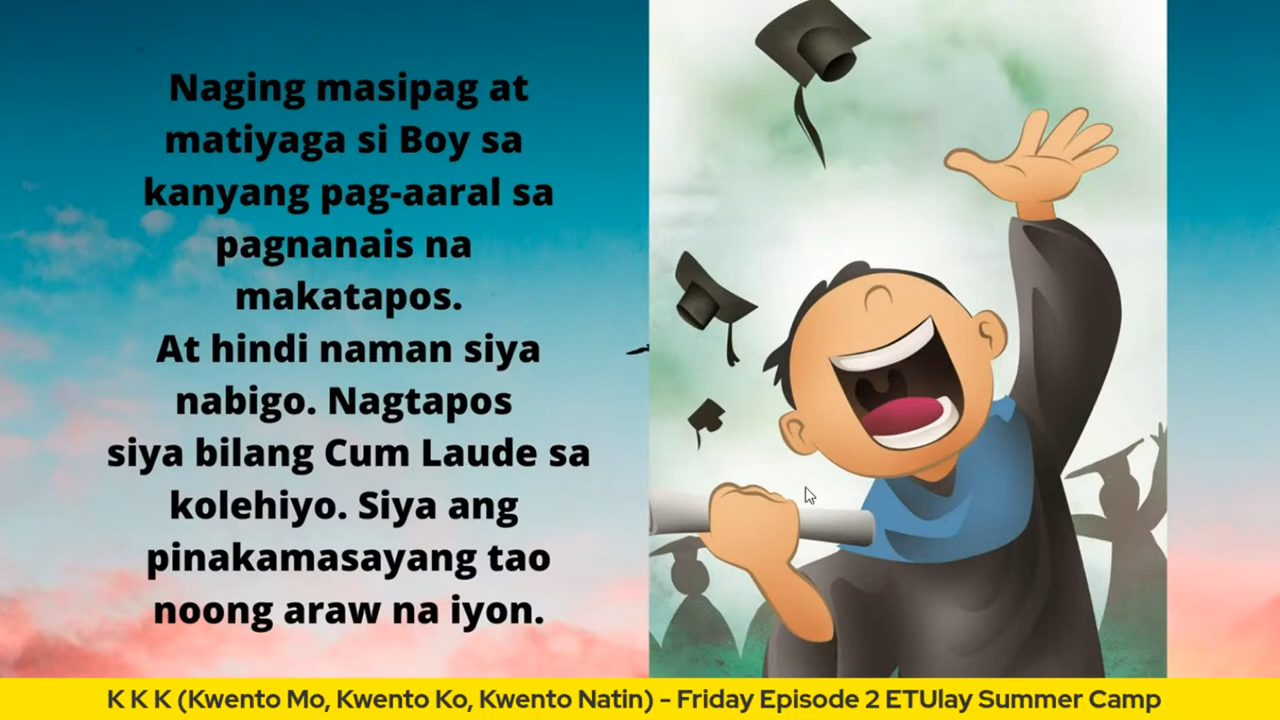 Naging masipag at
matiyaga si Boy sa
kanyang pag-aaral sa
pagnanais na
makatapos.
At hindi naman siya
nabigo. Nagtapos
siya bilang Cum Laude sa
kolehiyo. Siya ang
pinakamasayang tao
noong araw na iyon.
K K K (Kwento Mo, Kwento Ko, Kwento Natin) - Friday Episode 2 ETUlay Summer Camp